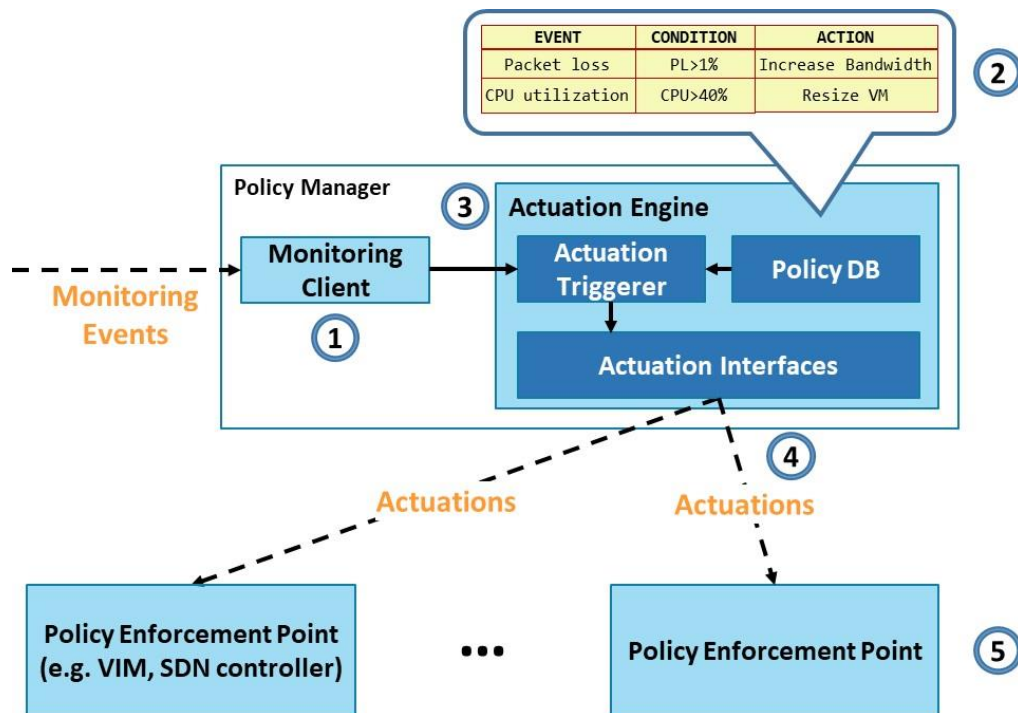 EVENT CONDITION ACTION
Packet loss PL>1% Increase Bandwidth
CPU utilization CPU>40% Resize VM
2
Policy Manager
3
Actuation Engine
Monitoring
Client
Actuation
Triggerer
Policy DB
Monitoring
Events
1
Actuation Interfaces
4
Actuations
Actuations
Policy Enforcement Point
(e.g. VIM, SDN controller)
...
Policy Enforcement Point
5